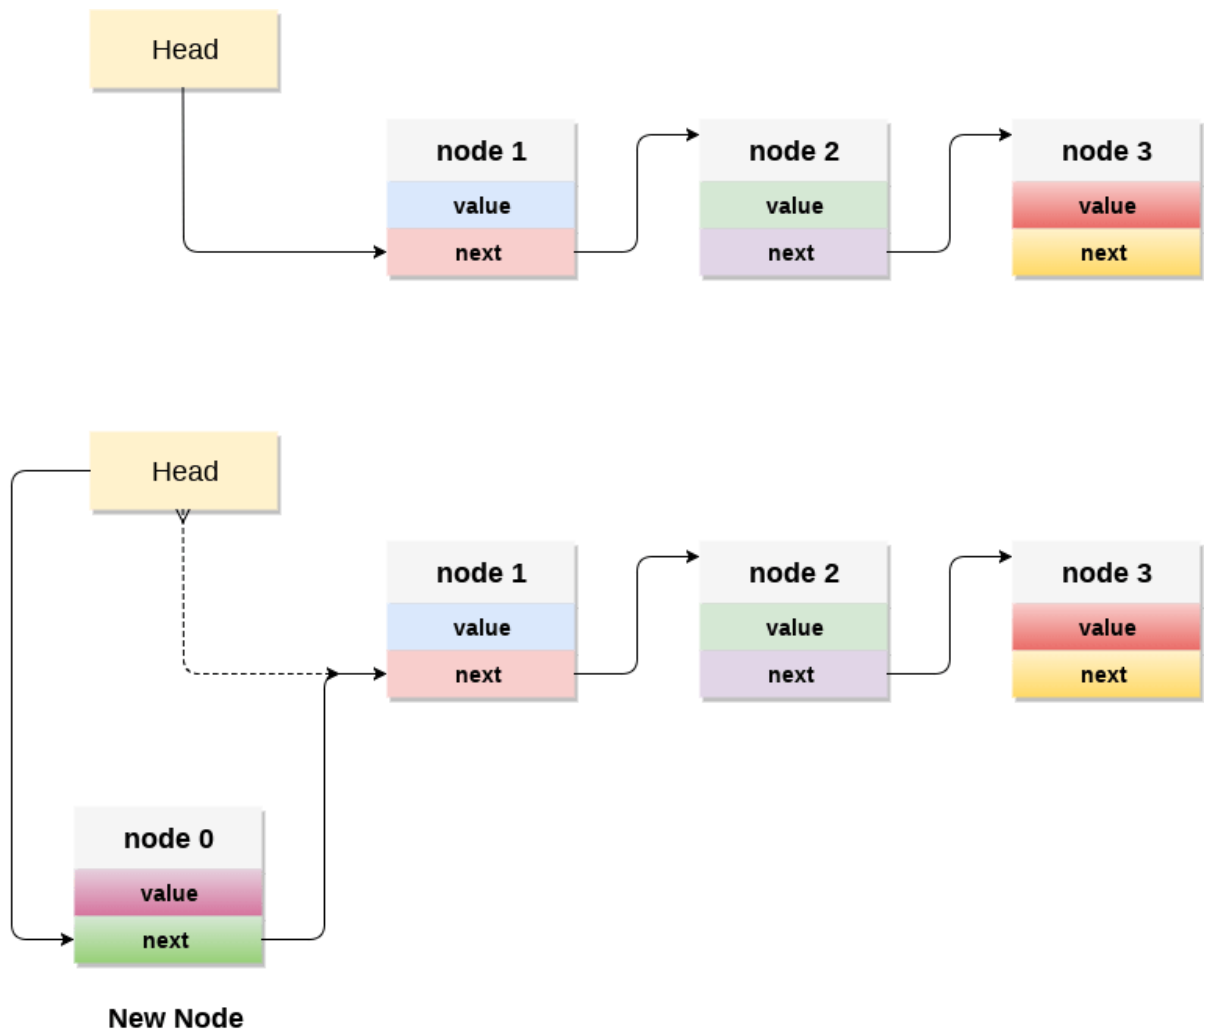 Head
node 1
value
next
node 2
value
next
node 3
value
next
Head
node 1
value
next
node 2
value
next
node 3
value
next
node 0
value
next
New Node